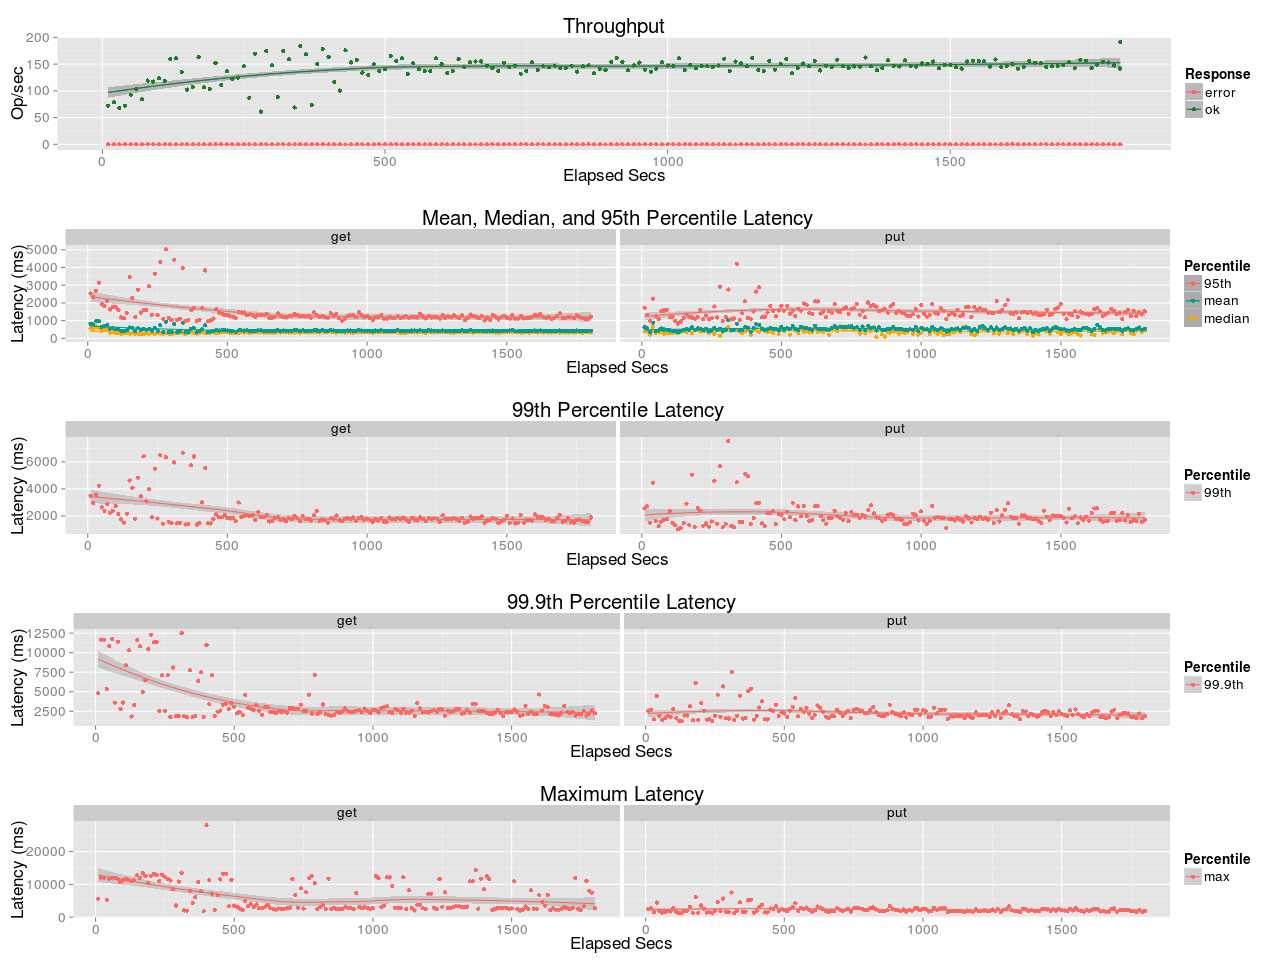 Throughput
Op/sec
200
150
100
50
0
0 500 1000 1500
Elapsed Secs
Response
error
ok
Mean, Median, and 95th Percentile Latency
get put
Latency (ms)
5000
4000
3000
2000
1000
0
0 500 1000 1500 0 500 1000 1500
Elapsed Secs
Percentile
95th
mean
median
99th Percentile Latency
get put
Latency (ms)
6000
4000
2000
0 500 1000 1500 0 500 1000 1500
Elapsed Secs
Percentile
99th
99.9th Percentile Latency
get put
Latency (ms)
12500
10000
7500
5000
2500
0 500 1000 1500 0 500 1000 1500
Elapsed Secs
Percentile
99.9th
Maximum Latency
get put
Latency (ms)
20000
10000
0
0 500 1000 1500 0 500 1000 1500
Elapsed Secs
Percentile
max